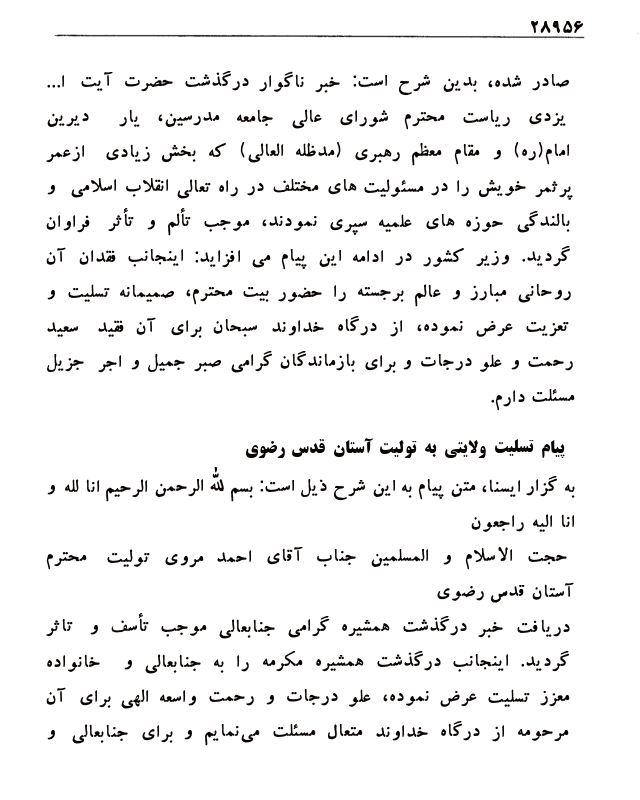 ۲۸۹۵۶
صادر شده، بدین شرح است: خبر ناگوار درگذشت حضرت آیت ا...
یزدی ریاست محترم شورای عالی جامعه مدرسین، یار دیرین
امام(ره) و مقام معظم رهبری (مدظله العالی) که بخش زیادی ازعمر
پرثمر خویش را در مسئولیت های مختلف در راه تعالی انقلاب اسلامی و
بالندگی حوزه های علمیه سپری نمودند، موجب تألم و تأثر فراوان
گردید. وزیر کشور در ادامه این پیام می افزاید: اینجانب فقدان آن
روحانی مبارز و عالم برجسته را حضور بیت محترم، صمیمانه تسلیت و
تعزیت عرض نموده، از درگاه خداوند سبحان برای آن فقید سعید
رحمت و علو درجات و برای بازماندگان گرامی صبر جمیل و اجر جزیل
مسئلت دارم.
پیام تسلیت ولایتی به تولیت آستان قدس رضوی
به گزار ایسنا، متن پیام به این شرح ذیل است: بسم لله الرحمن الرحیم انا لله و
انا الیه راجعون
حجت الاسلام و المسلمین جناب آقای احمد مروی تولیت محترم
آستان قدس رضوی
دریافت خبر درگذشت همشیره گرامی جنابعالی موجب تأسف و تاثر
گردید. اینجانب درگذشت همشیره مکرمه را به جنابعالی و خانواده
معزز تسلیت عرض نموده، علو درجات و رحمت واسعه الهی برای آن
مرحومه از درگاه خداوند متعال مسئلت می‌نمایم و برای جنابعالی و